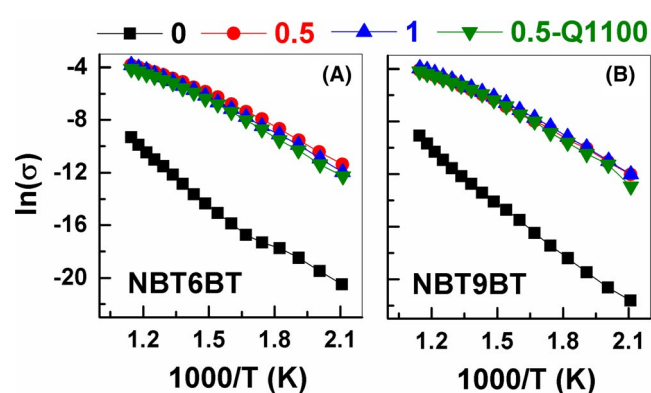 0 0.5 1 0.5-Q1100
(A) (B)
-4
-8
-12
-16
-20
ln(σ)
NBT6BT NBT9BT
1.2 1.5 1.8 2.1 1.2 1.5 1.8 2.1
1000/T (K) 1000/T (K)